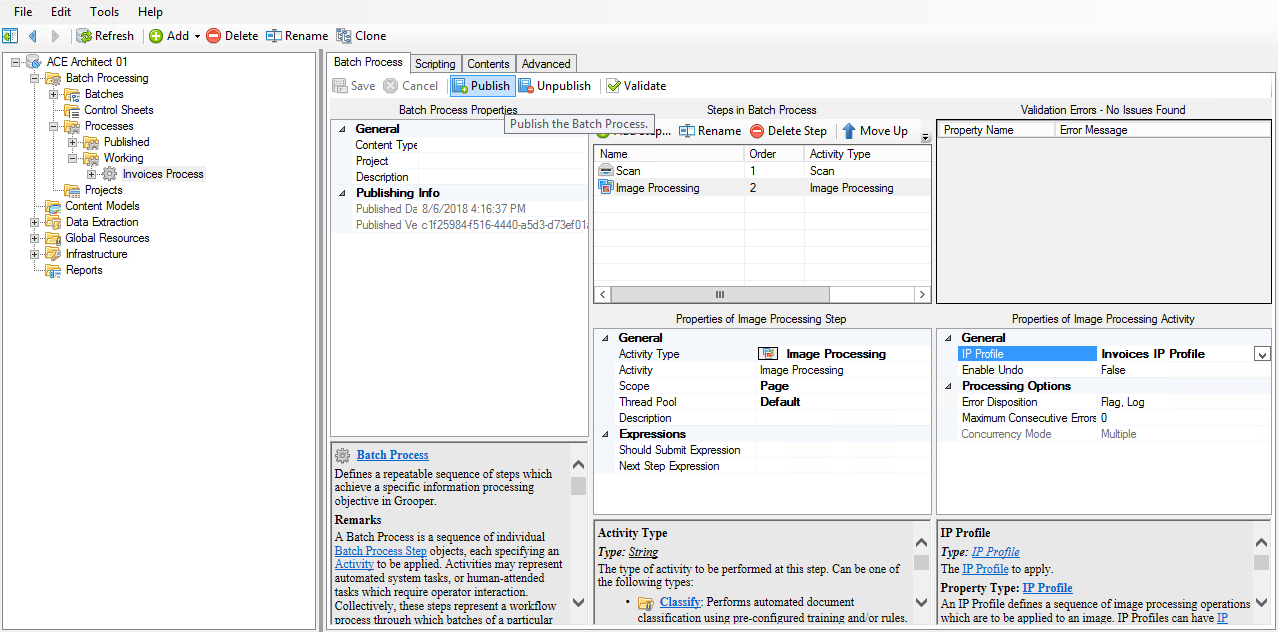 File Edit Tools Help
Refresh Add Delete Rename Clone
ACE Architect 01
Batch Processing
Batches
Control Sheets
Processes
Published
Working
Invoices Process
Projects
Content Models
Data Extraction
Global Resources
Infrastructure
Reports
Batch Process Scripting Contents Advanced
Save Cancel Publish Unpublish Validate
Batch Process Properties
Publish the Batch Process.
General
Content Type
Project
Description
Publishing Info
Published Da 8/6/2018 4:16:37 PM
Published Ve c1f25984-f516-4440-a5d3-d73ef01a
Batch Process
Defines a repeatable sequence of steps which
achieve a specific information processing
objective in Grooper.
Remarks
A Batch Process is a sequence of individual
Batch Process Step objects, each specifying an
Activity to be applied. Activities may represent
automated system tasks, or human-attended
tasks which require operator interaction.
Collectively, these steps represent a workflow
process through which batches of a particular
Steps in Batch Process
Add Step... Rename Delete Step Move Up
Name Order Activity Type
Scan 1 Scan
Image Processing 2 Image Processing
Properties of Image Processing Step
General
Activity Type Image Processing
Activity Image Processing
Scope Page
Thread Pool Default
Description
Expressions
Should Submit Expression
Next Step Expression
Activity Type
Type: String
The type of activity to be performed at this step. Can be one of
the following types:
• Classify: Performs automated document
classification using pre-configured training and/or rules.
Validation Errors - No Issues Found
Property Name Error Message
Properties of Image Processing Activity
General
IP Profile Invoices IP Profile
Enable Undo False
Processing Options
Error Disposition Flag, Log
Maximum Consecutive Errors 0
Concurrency Mode Multiple
IP Profile
Type: IP Profile
The IP Profile to apply.
Property Type: IP Profile
An IP Profile defines a sequence of image processing operations
which are to be applied to an image. IP Profiles can have IP